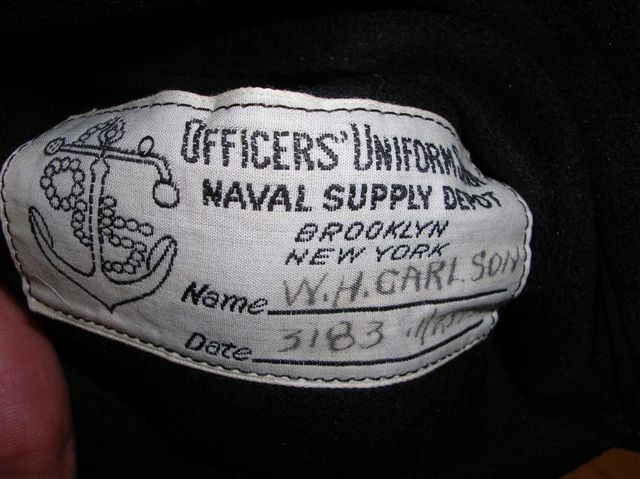 OFFICERS' UNIFORM
NAVAL SUPPLY DEPOT
BROOKLYN
NEW YORK
Name W.H. CARLSON
Date 3183